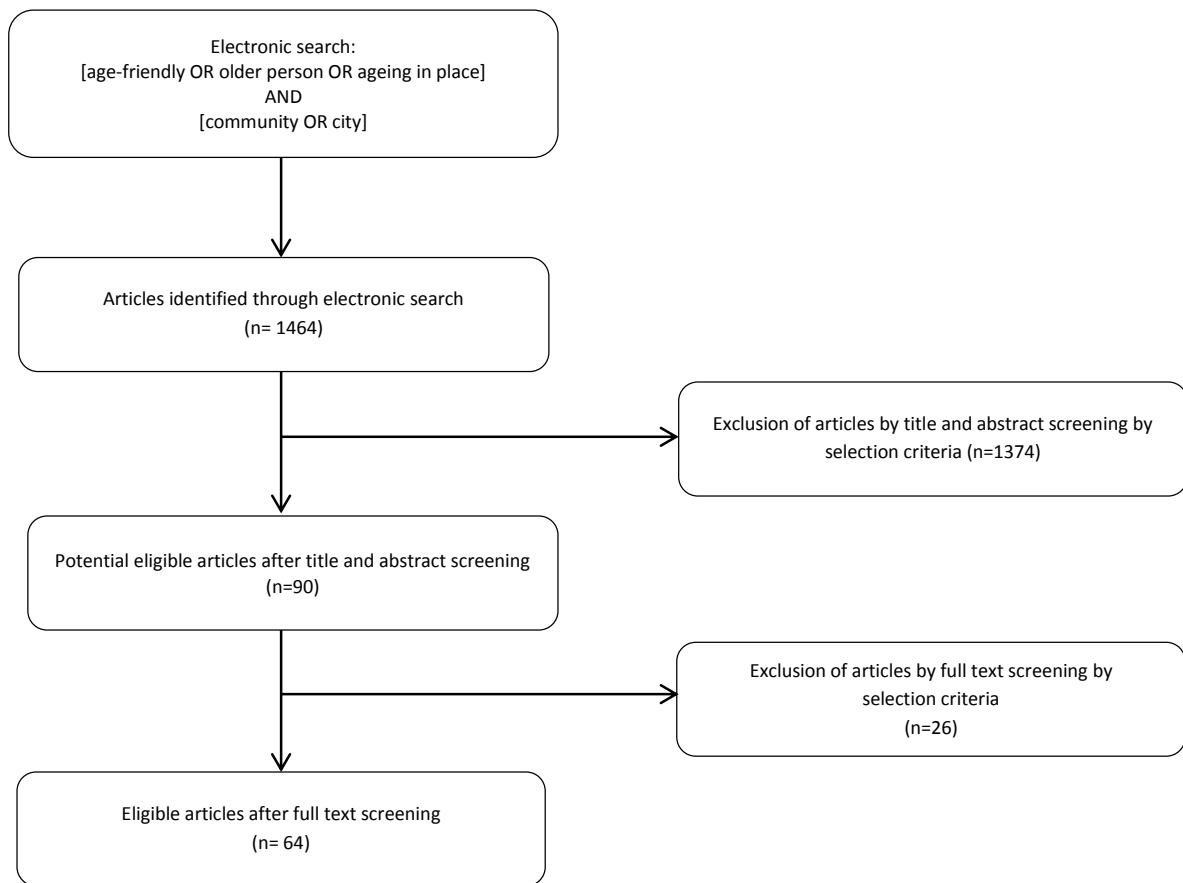 Electronic search:
[age-friendly OR older person OR ageing in place]
AND
[community OR city]
Articles identified through electronic search
(n= 1464)
Exclusion of articles by title and abstract screening by
selection criteria (n=1374)
Potential eligible articles after title and abstract screening
(n=90)
Exclusion of articles by full text screening by
selection criteria
(n=26)
Eligible articles after full text screening
(n= 64)